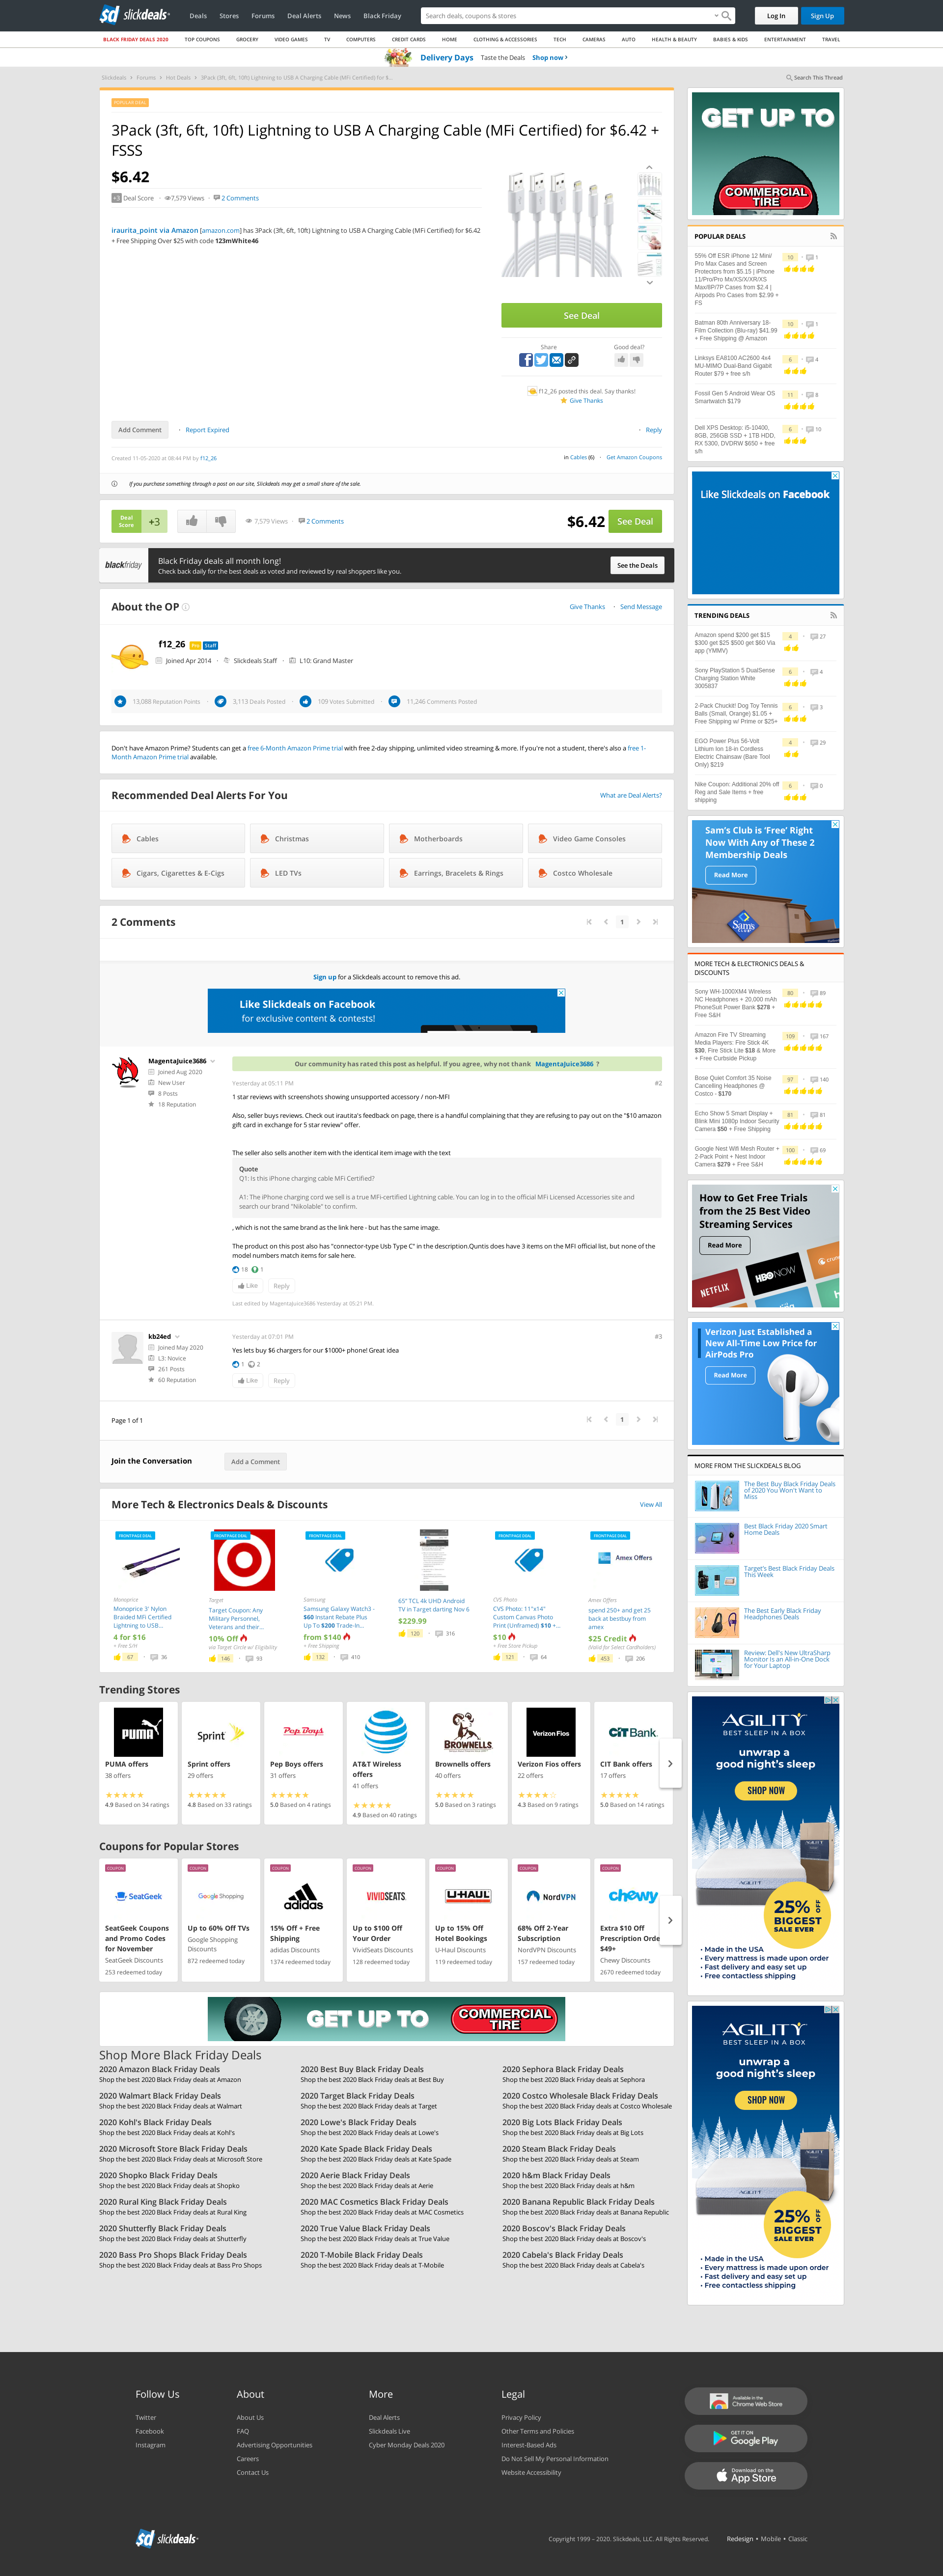 slickdeals
Deals
Stores
Forums
Deal Alerts
News
Black Friday
Search deals, coupons & stores
Log In
Sign Up
BLACK FRIDAY DEALS 2020
TOP COUPONS
GROCERY
VIDEO GAMES
TV
COMPUTERS
CREDIT CARDS
HOME
CLOTHING & ACCESSORIES
TECH
CAMERAS
AUTO
HEALTH & BEAUTY
BABIES & KIDS
ENTERTAINMENT
TRAVEL
Delivery Days Taste the Deals Shop now ›
Slickdeals › Forums › Hot Deals › 3Pack (3ft, 6ft, 10ft) Lightning to USB A Charging Cable (MFi Certified) for $...
Search This Thread
POPULAR DEAL
3Pack (3ft, 6ft, 10ft) Lightning to USB A Charging Cable (MFi Certified) for $6.42 +
FSSS
$6.42
+3 Deal Score • 7,579 Views • 2 Comments
iraurita_point via Amazon [amazon.com] has 3Pack (3ft, 6ft, 10ft) Lightning to USB A Charging Cable (MFi Certified) for $6.42
+ Free Shipping Over $25 with code 123mWhite46
See Deal
Share
Good deal?
f12_26 posted this deal. Say thanks!
Give Thanks
Add Comment • Report Expired
• Reply
Created 11-05-2020 at 08:44 PM by f12_26
in Cables (6) • Get Amazon Coupons
If you purchase something through a post on our site, Slickdeals may get a small share of the sale.
Deal
Score
+3
7,579 Views • 2 Comments
$6.42
See Deal
blackfriday
Black Friday deals all month long!
Check back daily for the best deals as voted and reviewed by real shoppers like you.
See the Deals
About the OP
Give Thanks • Send Message
f12_26 Pro Staff
Joined Apr 2014 • Slickdeals Staff • L10: Grand Master
13,088 Reputation Points • 3,113 Deals Posted • 109 Votes Submitted • 11,246 Comments Posted
Don't have Amazon Prime? Students can get a free 6-Month Amazon Prime trial with free 2-day shipping, unlimited video streaming & more. If you're not a student, there's also a free 1-
Month Amazon Prime trial available.
Recommended Deal Alerts For You
What are Deal Alerts?
Cables
Christmas
Motherboards
Video Game Consoles
Cigars, Cigarettes & E-Cigs
LED TVs
Earrings, Bracelets & Rings
Costco Wholesale
2 Comments
1
Sign up for a Slickdeals account to remove this ad.
Like Slickdeals on Facebook
for exclusive content & contests!
MagentaJuice3686
Joined Aug 2020
New User
8 Posts
18 Reputation
Our community has rated this post as helpful. If you agree, why not thank MagentaJuice3686 ?
Yesterday at 05:11 PM
#2
1 star reviews with screenshots showing unsupported accessory / non-MFI
Also, seller buys reviews. Check out irauitita's feedback on page, there is a handful complaining that they are refusing to pay out on the "$10 amazon
gift card in exchange for 5 star review" offer.
The seller also sells another item with the identical item image with the text
Quote
Q1: Is this iPhone charging cable MFi Certified?
A1: The iPhone charging cord we sell is a true MFi-certified Lightning cable. You can log in to the official MFi Licensed Accessories site and
search our brand "Nikolable" to confirm.
, which is not the same brand as the link here - but has the same image.
The product on this post also has "connector-type Usb Type C" in the description.Quntis does have 3 items on the MFI official list, but none of the
model numbers match items for sale here.
18 1
Like Reply
Last edited by MagentaJuice3686 Yesterday at 05:21 PM.
kb24ed
Joined May 2020
L3: Novice
261 Posts
60 Reputation
Yesterday at 07:01 PM
#3
Yes lets buy $6 chargers for our $1000+ phone! Great idea
1 2
Like Reply
Page 1 of 1
1
Join the Conversation
Add a Comment
More Tech & Electronics Deals & Discounts
View All
FRONTPAGE DEAL
Monoprice
Monoprice 3' Nylon
Braided MFi Certified
Lightning to USB...
4 for $16
+ Free S/H
67 • 36
FRONTPAGE DEAL
Target
Target Coupon: Any
Military Personnel,
Veterans and their...
10% Off
via Target Circle w/ Eligibility
146 • 93
FRONTPAGE DEAL
Samsung
Samsung Galaxy Watch3 -
$60 Instant Rebate Plus
Up To $200 Trade-In...
from $140
+ Free Shipping
132 • 410
65" TCL 4k UHD Android
TV in Target darting Nov 6
$229.99
120 • 316
FRONTPAGE DEAL
CVS Photo
CVS Photo: 11"x14"
Custom Canvas Photo
Print (Unframed) $10 +...
$10
+ Free Store Pickup
121 • 64
FRONTPAGE DEAL
Amex Offers
Amex Offers
spend 250+ and get 25
back at bestbuy from
amex
$25 Credit
(Valid for Select Cardholders)
453 • 206
Trending Stores
PUMA
PUMA offers
38 offers
4.9 Based on 34 ratings
Sprint
Sprint offers
29 offers
4.8 Based on 33 ratings
Pep Boys
Pep Boys offers
31 offers
5.0 Based on 4 ratings
AT&T Wireless
offers
41 offers
4.9 Based on 40 ratings
BROWNELLS
Brownells offers
40 offers
5.0 Based on 3 ratings
Verizon Fios
Verizon Fios offers
22 offers
4.3 Based on 9 ratings
CIT Bank
CIT Bank offers
17 offers
5.0 Based on 14 ratings
Coupons for Popular Stores
COUPON
SeatGeek
SeatGeek Coupons
and Promo Codes
for November
SeatGeek Discounts
253 redeemed today
COUPON
Google Shopping
Up to 60% Off TVs
Google Shopping
Discounts
872 redeemed today
COUPON
adidas
15% Off + Free
Shipping
adidas Discounts
1374 redeemed today
COUPON
VIVIDSEATS
Up to $100 Off
Your Order
VividSeats Discounts
128 redeemed today
COUPON
U-HAUL
Up to 15% Off
Hotel Bookings
U-Haul Discounts
119 redeemed today
COUPON
NordVPN
68% Off 2-Year
Subscription
NordVPN Discounts
157 redeemed today
COUPON
chewy
Extra $10 Off
Prescription Orde
$49+
Chewy Discounts
2670 redeemed today
GET UP TO
COMMERCIAL
TIRE
Shop More Black Friday Deals
2020 Amazon Black Friday Deals
Shop the best 2020 Black Friday deals at Amazon
2020 Best Buy Black Friday Deals
Shop the best 2020 Black Friday deals at Best Buy
2020 Sephora Black Friday Deals
Shop the best 2020 Black Friday deals at Sephora
2020 Walmart Black Friday Deals
Shop the best 2020 Black Friday deals at Walmart
2020 Target Black Friday Deals
Shop the best 2020 Black Friday deals at Target
2020 Costco Wholesale Black Friday Deals
Shop the best 2020 Black Friday deals at Costco Wholesale
2020 Kohl's Black Friday Deals
Shop the best 2020 Black Friday deals at Kohl's
2020 Lowe's Black Friday Deals
Shop the best 2020 Black Friday deals at Lowe's
2020 Big Lots Black Friday Deals
Shop the best 2020 Black Friday deals at Big Lots
2020 Microsoft Store Black Friday Deals
Shop the best 2020 Black Friday deals at Microsoft Store
2020 Kate Spade Black Friday Deals
Shop the best 2020 Black Friday deals at Kate Spade
2020 Steam Black Friday Deals
Shop the best 2020 Black Friday deals at Steam
2020 Shopko Black Friday Deals
Shop the best 2020 Black Friday deals at Shopko
2020 Aerie Black Friday Deals
Shop the best 2020 Black Friday deals at Aerie
2020 h&m Black Friday Deals
Shop the best 2020 Black Friday deals at h&m
2020 Rural King Black Friday Deals
Shop the best 2020 Black Friday deals at Rural King
2020 MAC Cosmetics Black Friday Deals
Shop the best 2020 Black Friday deals at MAC Cosmetics
2020 Banana Republic Black Friday Deals
Shop the best 2020 Black Friday deals at Banana Republic
2020 Shutterfly Black Friday Deals
Shop the best 2020 Black Friday deals at Shutterfly
2020 True Value Black Friday Deals
Shop the best 2020 Black Friday deals at True Value
2020 Boscov's Black Friday Deals
Shop the best 2020 Black Friday deals at Boscov's
2020 Bass Pro Shops Black Friday Deals
Shop the best 2020 Black Friday deals at Bass Pro Shops
2020 T-Mobile Black Friday Deals
Shop the best 2020 Black Friday deals at T-Mobile
2020 Cabela's Black Friday Deals
Shop the best 2020 Black Friday deals at Cabela's
GET UP TO
COMMERCIAL
TIRE
POPULAR DEALS
55% Off ESR iPhone 12 Mini/
Pro Max Cases and Screen
Protectors from $5.15 | iPhone
11/Pro/Pro Mx/XS/X/XR/XS
Max/8P/7P Cases from $2.4 |
Airpods Pro Cases from $2.99 +
FS
10 • 1
Batman 80th Anniversary 18-
Film Collection (Blu-ray) $41.99
+ Free Shipping @ Amazon
10 • 1
Linksys EA8100 AC2600 4x4
MU-MIMO Dual-Band Gigabit
Router $79 + free s/h
6 • 4
Fossil Gen 5 Android Wear OS
Smartwatch $179
11 • 8
Dell XPS Desktop: i5-10400,
8GB, 256GB SSD + 1TB HDD,
RX 5300, DVDRW $650 + free
s/h
6 • 10
Like Slickdeals on Facebook
TRENDING DEALS
Amazon spend $200 get $15
$300 get $25 $500 get $60 Via
app (YMMV)
4 • 27
Sony PlayStation 5 DualSense
Charging Station White
3005837
6 • 4
2-Pack Chuckit! Dog Toy Tennis
Balls (Small, Orange) $1.05 +
Free Shipping w/ Prime or $25+
6 • 3
EGO Power Plus 56-Volt
Lithium Ion 18-in Cordless
Electric Chainsaw (Bare Tool
Only) $219
4 • 29
Nike Coupon: Additional 20% off
Reg and Sale Items + free
shipping
6 • 0
Sam's Club is 'Free' Right
Now With Any of These 2
Membership Deals
Read More
Sam's
MORE TECH & ELECTRONICS DEALS &
DISCOUNTS
Sony WH-1000XM4 Wireless
NC Headphones + 20,000 mAh
PhoneSuit Power Bank $278 +
Free S&H
80 • 89
Amazon Fire TV Streaming
Media Players: Fire Stick 4K
$30, Fire Stick Lite $18 & More
+ Free Curbside Pickup
109 • 167
Bose Quiet Comfort 35 Noise
Cancelling Headphones @
Costco - $170
97 • 140
Echo Show 5 Smart Display +
Blink Mini 1080p Indoor Security
Camera $50 + Free Shipping
81 • 81
Google Nest Wifi Mesh Router +
2-Pack Point + Nest Indoor
Camera $279 + Free S&H
100 • 69
How to Get Free Trials
from the 25 Best Video
Streaming Services
Read More
NETFLIX
HBO NOW
Verizon Just Established a
New All-Time Low Price for
AirPods Pro
Read More
MORE FROM THE SLICKDEALS BLOG
The Best Buy Black Friday Deals
of 2020 You Won't Want to
Miss
Best Black Friday 2020 Smart
Home Deals
Target's Best Black Friday Deals
This Week
The Best Early Black Friday
Headphones Deals
Review: Dell's New UltraSharp
Monitor Is an All-in-One Dock
for Your Laptop
AGILITY
BEST SLEEP IN A BOX
unwrap a
good night's sleep
SHOP NOW
AGILITY
25% OFF
BIGGEST
SALE EVER
• Made in the USA
• Every mattress is made upon order
• Fast delivery and easy set up
• Free contactless shipping
AGILITY
BEST SLEEP IN A BOX
unwrap a
good night's sleep
SHOP NOW
AGILITY
25% OFF
BIGGEST
SALE EVER
• Made in the USA
• Every mattress is made upon order
• Fast delivery and easy set up
• Free contactless shipping
Follow Us
Twitter
Facebook
Instagram
About
About Us
FAQ
Advertising Opportunities
Careers
Contact Us
More
Deal Alerts
Slickdeals Live
Cyber Monday Deals 2020
Legal
Privacy Policy
Other Terms and Policies
Interest-Based Ads
Do Not Sell My Personal Information
Website Accessibility
Available in the
Chrome Web Store
GET IT ON
Google Play
Download on the
App Store
slickdeals
Copyright 1999 - 2020. Slickdeals, LLC. All Rights Reserved.
Redesign • Mobile • Classic